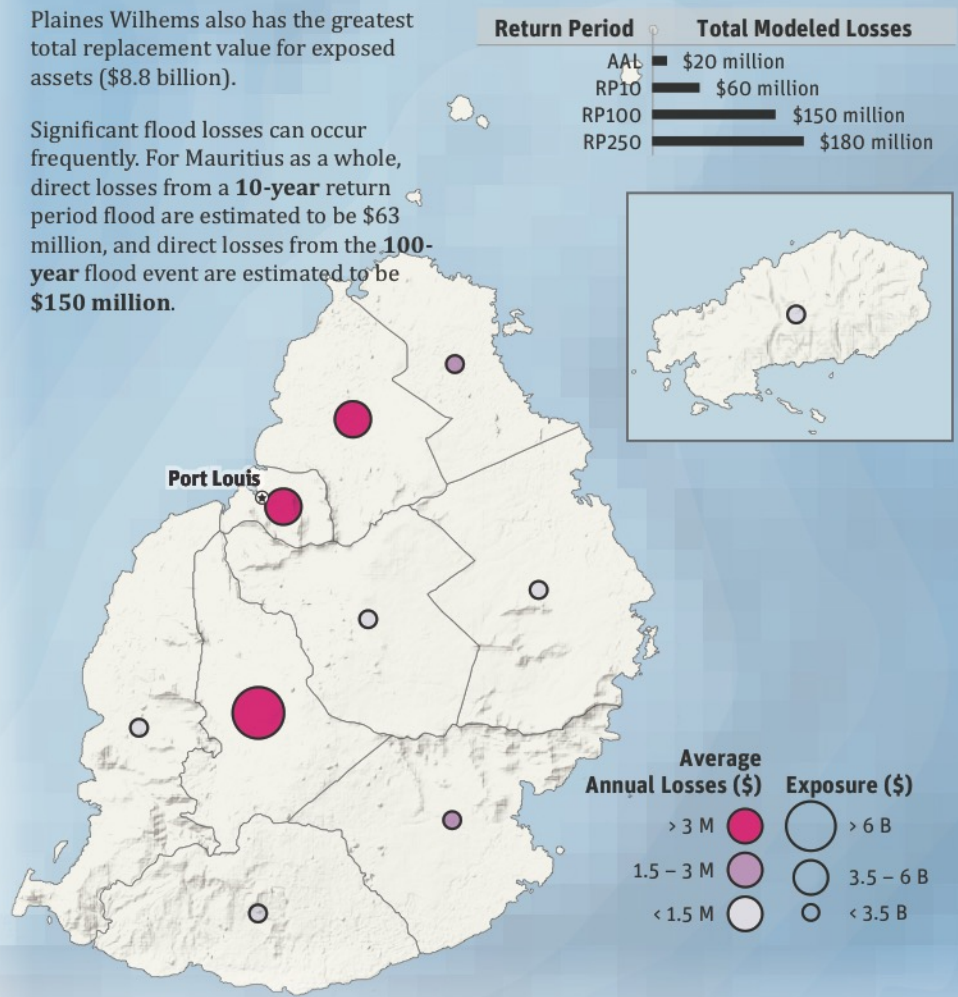 Plaines Wilhems also has the greatest
total replacement value for exposed
assets ($8.8 billion).
Significant flood losses can occur
frequently. For Mauritius as a whole,
direct losses from a 10-year return
period flood are estimated to be $63
million, and direct losses from the 100-
year flood event are estimated to be
$150 million.
Return Period Total Modeled Losses
AAL $20 million
RP10 $60 million
RP100 $150 million
RP250 $180 million
Port Louis
Average
Annual Losses ($) Exposure ($)
> 3 M > 6 B
1.5 – 3 M 3.5 – 6 B
< 1.5 M < 3.5 B